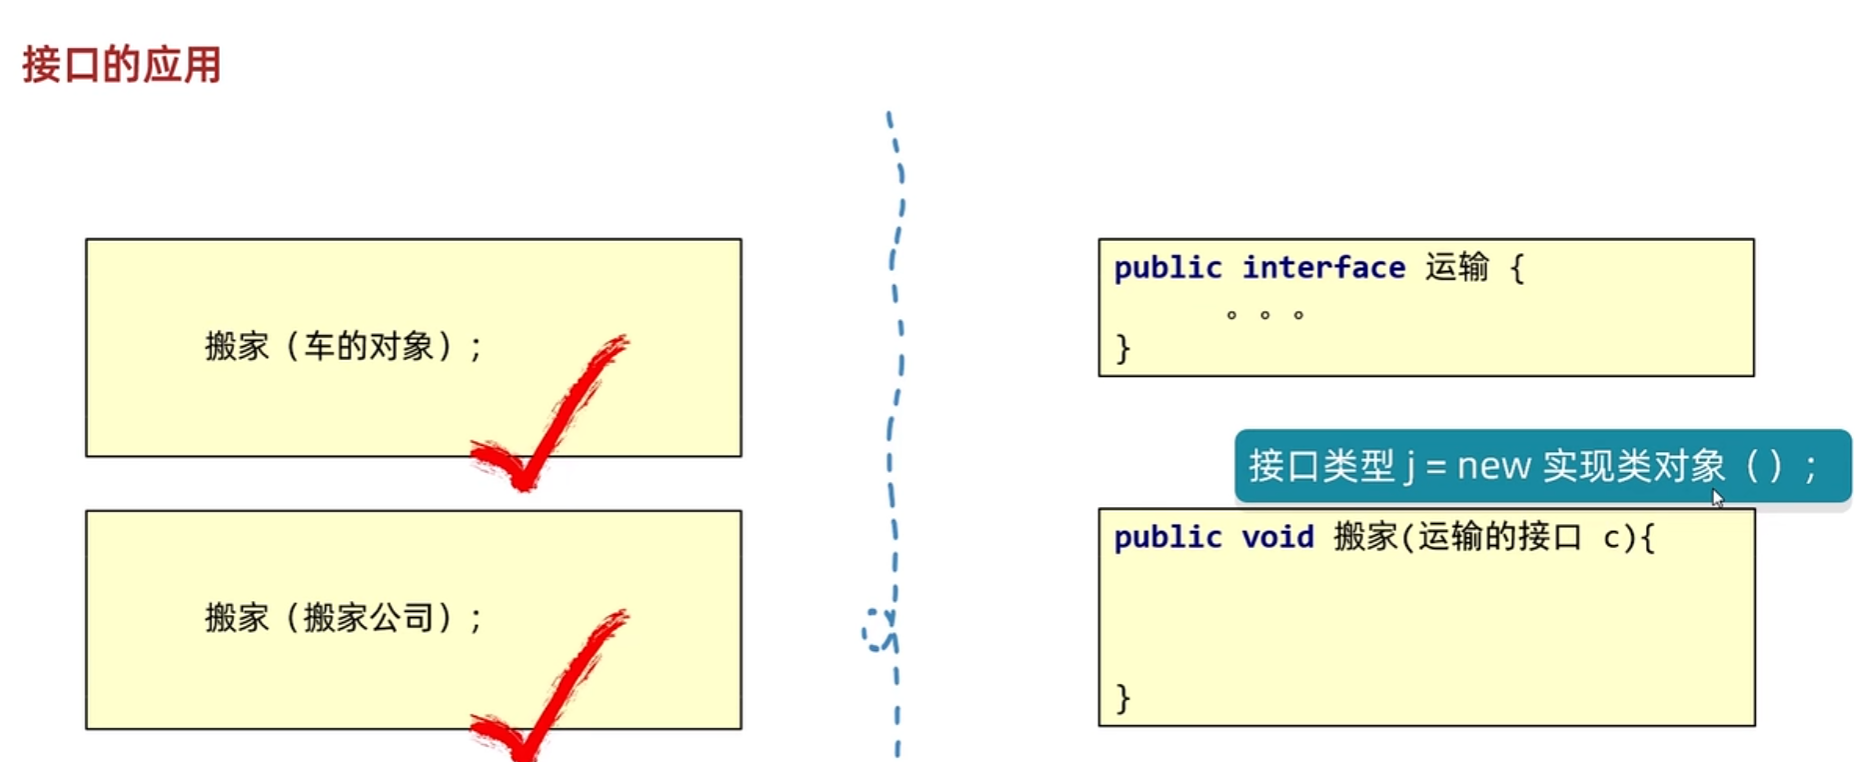 接口的应用
搬家（车的对象）;
搬家（搬家公司）;
public interface 运输 {
。。。
}
接口类型 j = new 实现类对象（）;
public void 搬家(运输的接口 c){
}